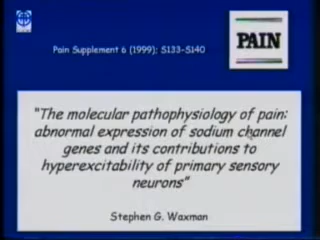 Pain Supplement 6 (1999); S133-S140
PAIN
"The molecular pathophysiology of pain:
abnormal expression of sodium channel
genes and its contributions to
hyperexcitability of primary sensory
neurons"
Stephen G. Waxman